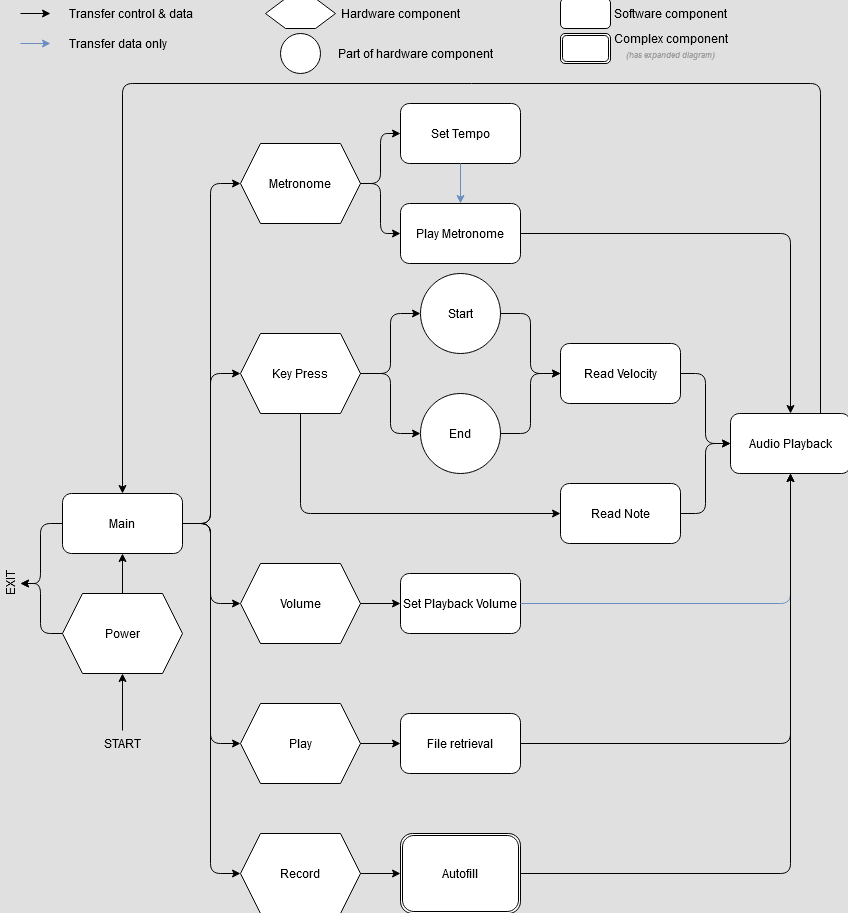 Transfer control & data
Hardware component
Software component
Transfer data only
Part of hardware component
Complex component
(has expanded diagram)
Set Tempo
Metronome
Play Metronome
Start
Key Press
Read Velocity
End
Audio Playback
Main
Read Note
EXIT
Volume
Set Playback Volume
Power
START
Play
File retrieval
Record
Autofill